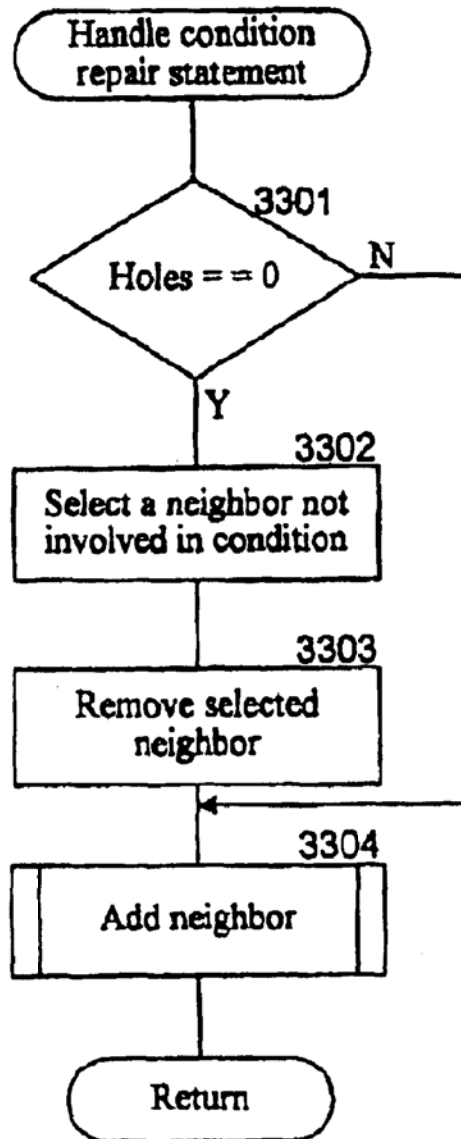 Handle condition
repair statement
3301
Holes = = 0
N
Y
3302
Select a neighbor not
involved in condition
3303
Remove selected
neighbor
3304
Add neighbor
Return